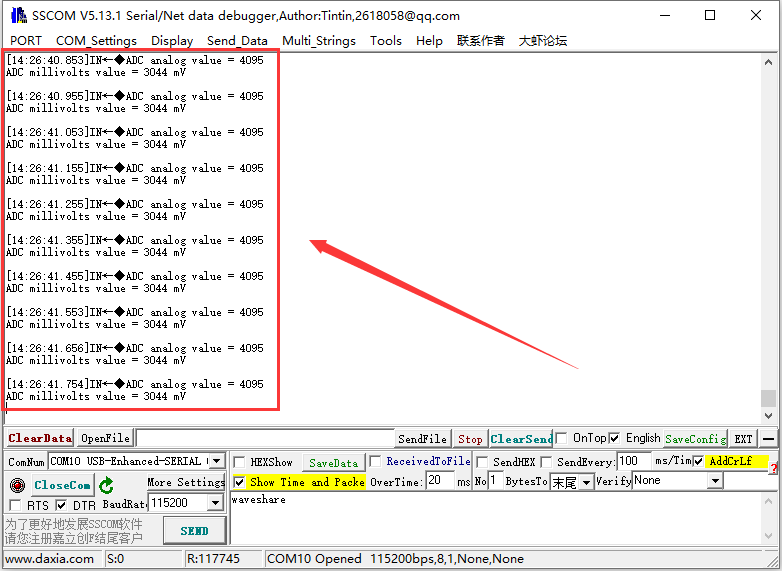 SSCOM V5.13.1 Serial/Net data debugger,Author:Tintin,2618058@qq.com
PORT COM_Settings Display Send_Data Multi_Strings Tools Help 联系作者 大虾论坛
[14:26:40.853]IN←◆ADC analog value = 4095
ADC millivolts value = 3044 mV
[14:26:40.955]IN←◆ADC analog value = 4095
ADC millivolts value = 3044 mV
[14:26:41.053]IN←◆ADC analog value = 4095
ADC millivolts value = 3044 mV
[14:26:41.155]IN←◆ADC analog value = 4095
ADC millivolts value = 3044 mV
[14:26:41.255]IN←◆ADC analog value = 4095
ADC millivolts value = 3044 mV
[14:26:41.355]IN←◆ADC analog value = 4095
ADC millivolts value = 3044 mV
[14:26:41.455]IN←◆ADC analog value = 4095
ADC millivolts value = 3044 mV
[14:26:41.553]IN←◆ADC analog value = 4095
ADC millivolts value = 3044 mV
[14:26:41.656]IN←◆ADC analog value = 4095
ADC millivolts value = 3044 mV
[14:26:41.754]IN←◆ADC analog value = 4095
ADC millivolts value = 3044 mV
ClearData OpenFile SendFile Stop ClearSend OnTop English SaveConfig EXT
ComNum COM10 USB-Enhanced-SERIAL HEXShow SaveData ReceivedToFile SendHEX SendEvery: 100 ms/Tim AddCrLf
CloseCom More Settings Show Time and Packe OverTime: 20 ms No 1 BytesTo 末尾 Verify None ?
RTS DTR BaudRat 115200 waveshare
为了更好地发展SSCOM软件
请您注册嘉立创F结尾客户 SEND
www.daxia.com S:0 R:117745 COM10 Opened 115200bps,8,1,None,None